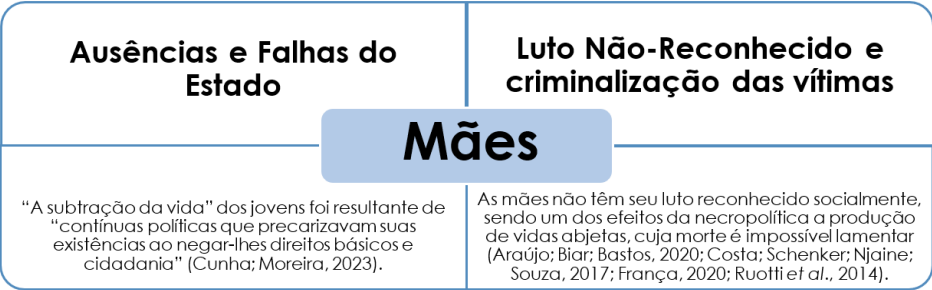 Ausências e Falhas do
Estado
Luto Não-Reconhecido e
criminalização das vítimas
Mães
“A subtração da vida” dos jovens foi resultante de
“contínuas políticas que precarizavam suas
existências ao negar-lhes direitos básicos e
cidadania” (Cunha; Moreira, 2023).
As mães não têm seu luto reconhecido socialmente,
sendo um dos efeitos da necropolítica a produção
de vidas abjetas, cuja morte é impossível lamentar
(Araújo; Biar; Bastos, 2020; Costa; Schenker; Njaine;
Souza, 2017; França, 2020; Ruotti et al., 2014).